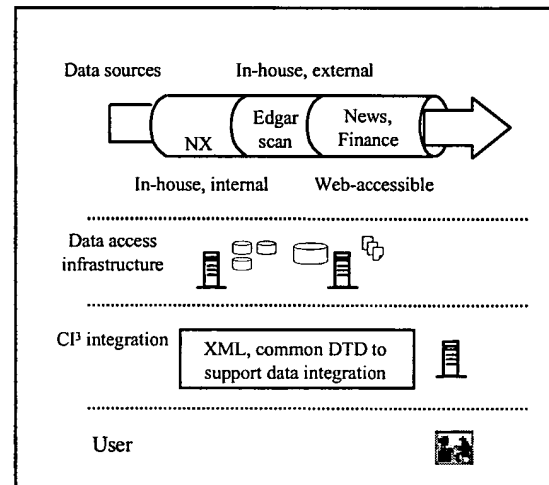 Data sources
In-house, external
NX
Edgar
scan
News,
Finance
In-house, internal
Web-accessible
Data access
infrastructure
CI³ integration
XML, common DTD to
support data integration
User